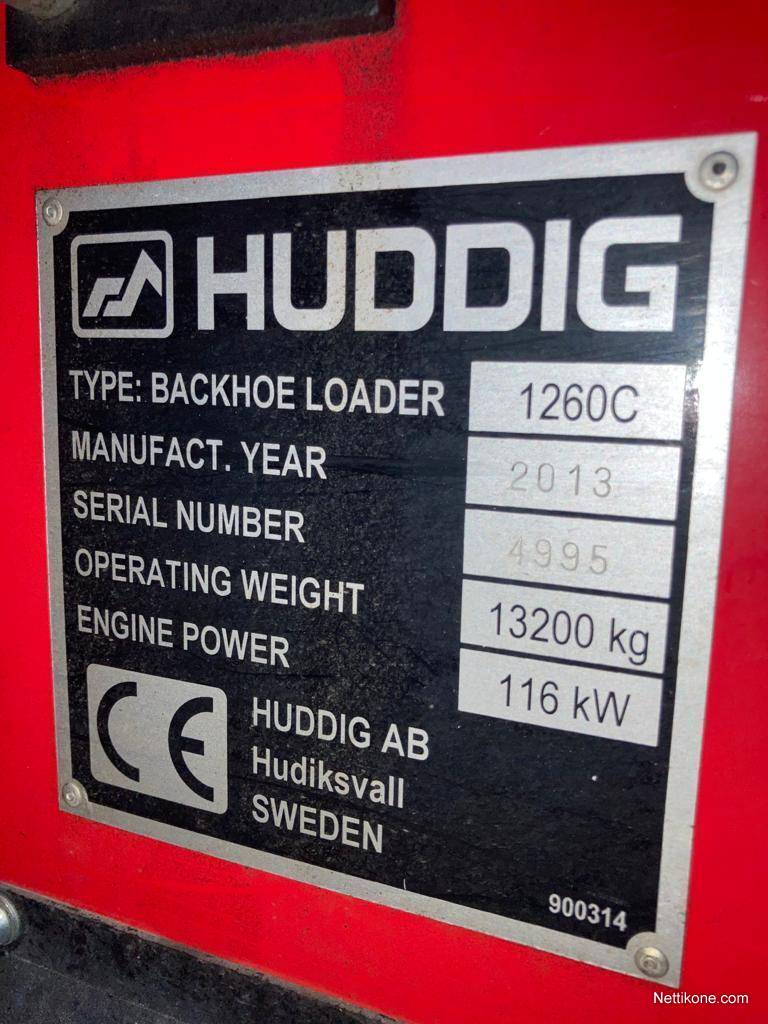 HUDDIG
TYPE: BACKHOE LOADER 1260C
MANUFACT. YEAR 2013
SERIAL NUMBER 4995
OPERATING WEIGHT 13200 kg
ENGINE POWER 116 kW
CE
HUDDIG AB
Hudiksvall
SWEDEN
900314
Nettikone.com